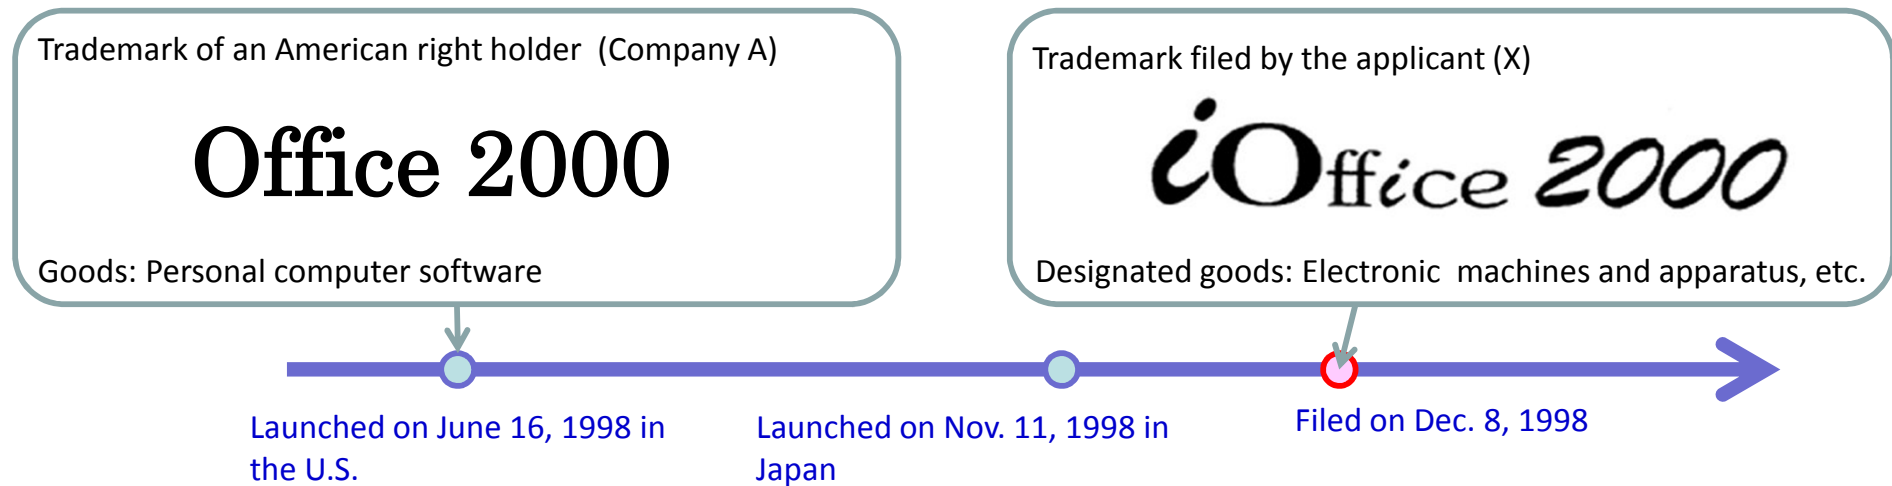 Trademark of an American right holder (Company A)
Office 2000
Goods: Personal computer software
Trademark filed by the applicant (X)
iOffice 2000
Designated goods: Electronic machines and apparatus, etc.
Launched on June 16, 1998 in
the U.S.
Launched on Nov. 11, 1998 in
Japan
Filed on Dec. 8, 1998